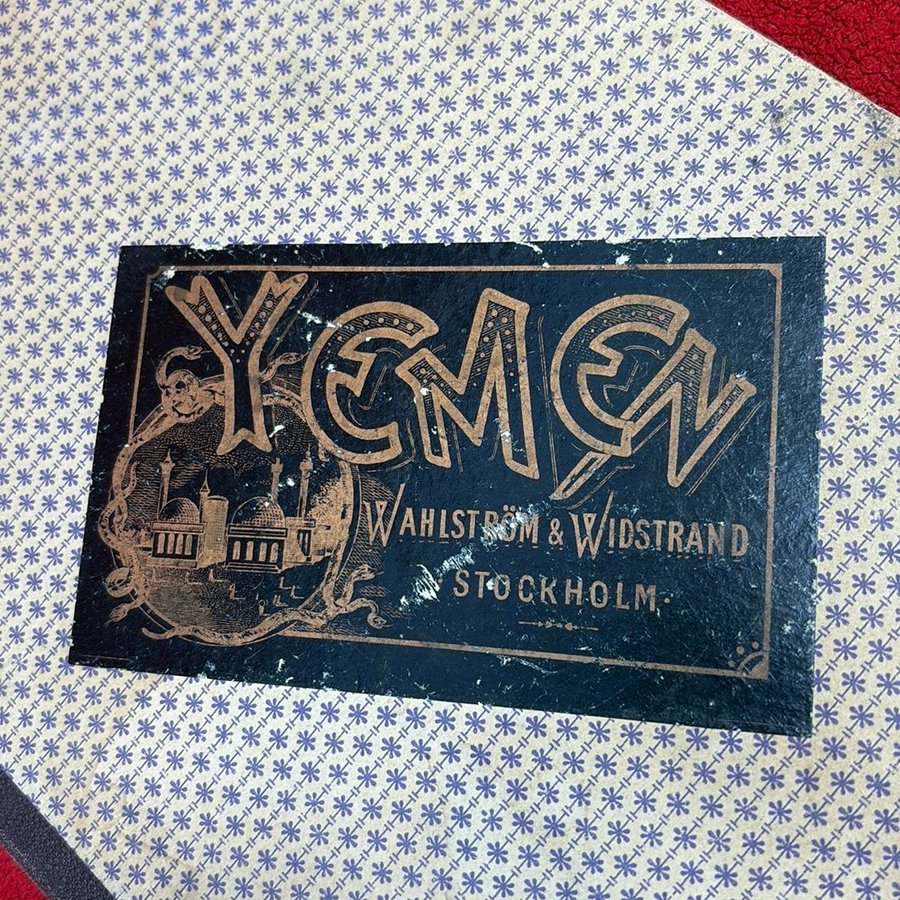 YEMEN
WAHLSTRÖM & WIDSTRAND
· STOCKHOLM ·